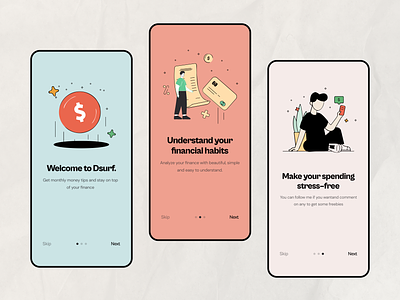 Welcome to Dsurf.
Get monthly money tips and stay on top
of your finance
Skip
Next
Understand your
financial habits
Analyze your finance with beautiful, simple
and easy to understand
Skip
Next
Make your spending
stress-free
You can follow me if you wantand comment
on any to get some freebies
Skip
Next